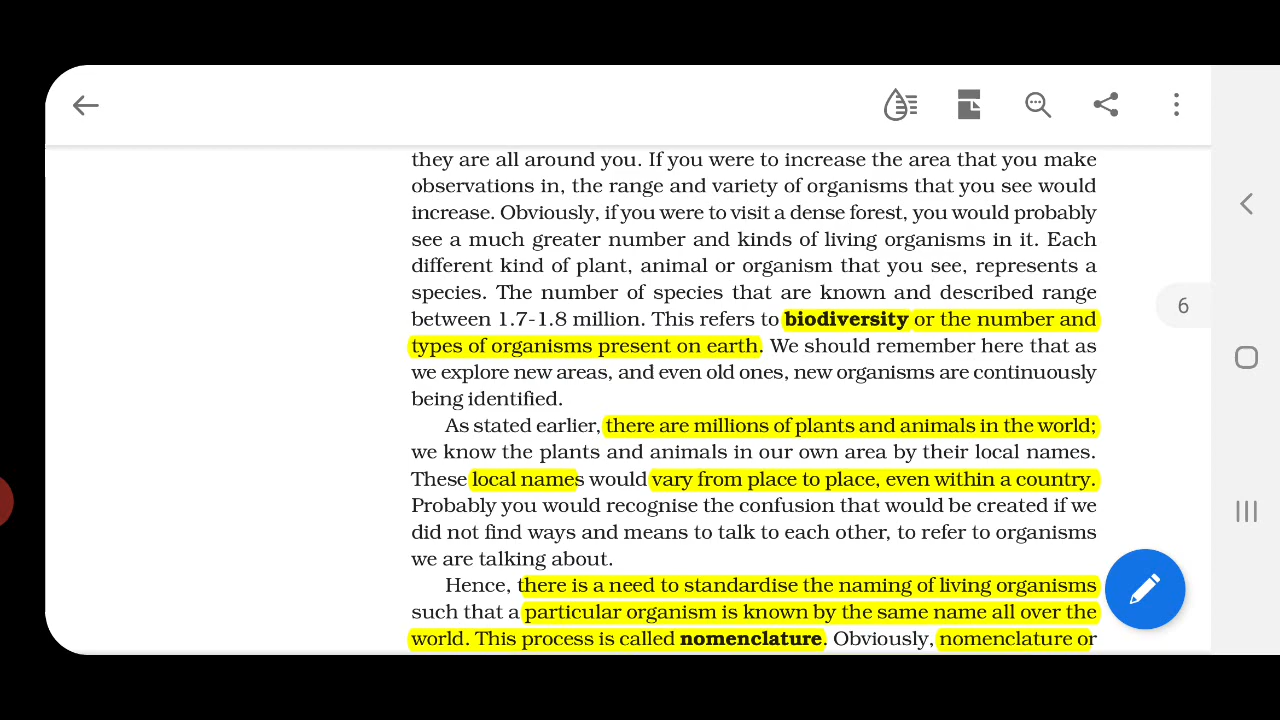 they are all around you. If you were to increase the area that you make
observations in, the range and variety of organisms that you see would
increase. Obviously, if you were to visit a dense forest, you would probably
see a much greater number and kinds of living organisms in it. Each
different kind of plant, animal or organism that you see, represents a
species. The number of species that are known and described range
between 1.7-1.8 million. This refers to biodiversity or the number and
types of organisms present on earth. We should remember here that as
we explore new areas, and even old ones, new organisms are continuously
being identified.
As stated earlier, there are millions of plants and animals in the world;
we know the plants and animals in our own area by their local names.
These local names would vary from place to place, even within a country.
Probably you would recognise the confusion that would be created if we
did not find ways and means to talk to each other, to refer to organisms
we are talking about.
Hence, there is a need to standardise the naming of living organisms
such that a particular organism is known by the same name all over the
world. This process is called nomenclature. Obviously, nomenclature or
6